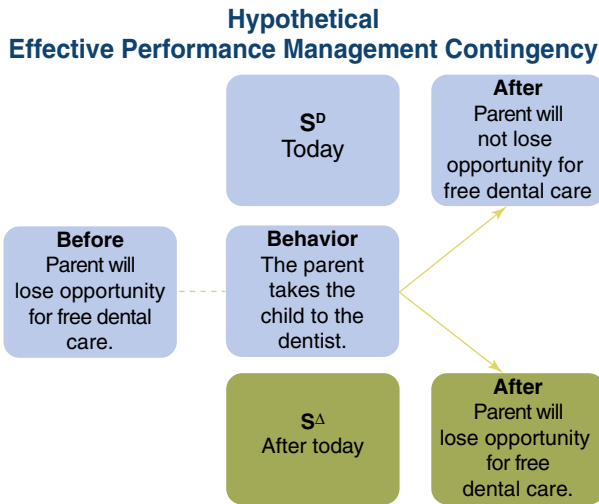 Hypothetical
Effective Performance Management Contingency
S^D
Today
After
Parent will
not lose
opportunity for
free dental care
Before
Parent will
lose opportunity
for free dental
care.
Behavior
The parent
takes the
child to the
dentist.
S^Δ
After today
After
Parent will
lose opportunity
for free
dental care.